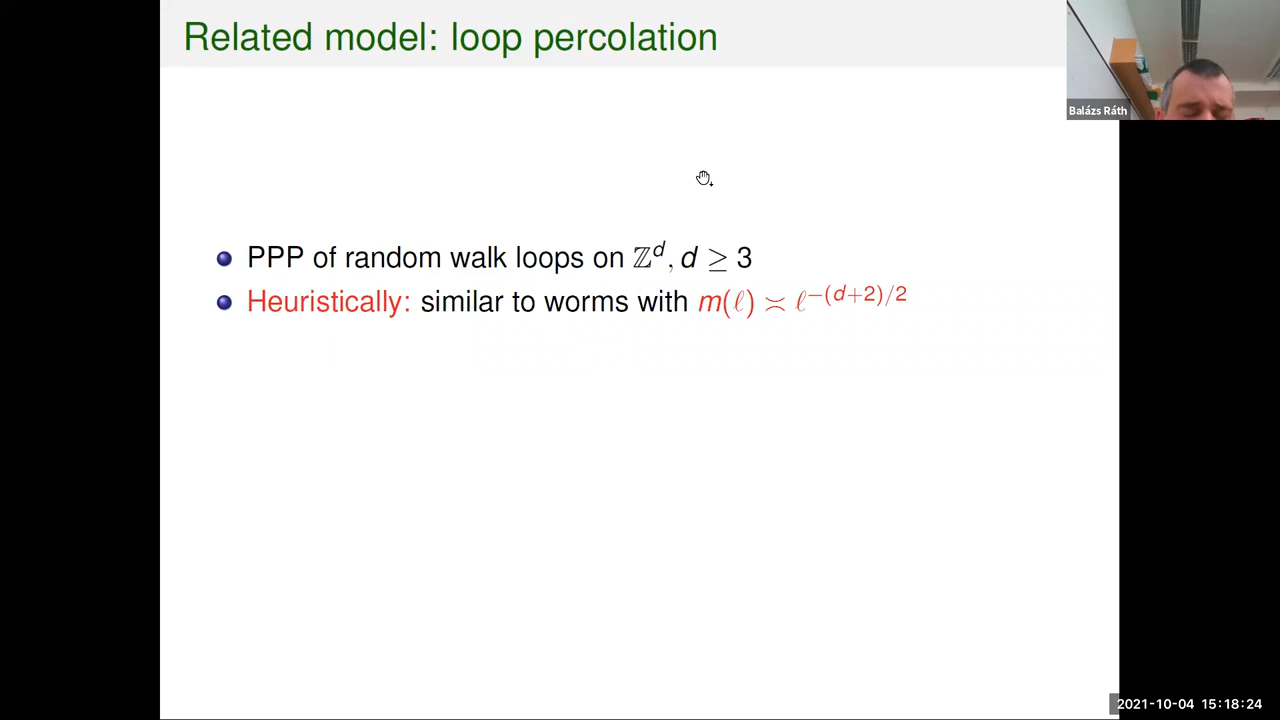 Related model: loop percolation
Balázs Ráth
PPP of random walk loops on ℤ^d, d ≥ 3
Heuristically: similar to worms with m(ℓ) ≍ ℓ^{−(d+2)/2}
2021-10-04 15:18:24